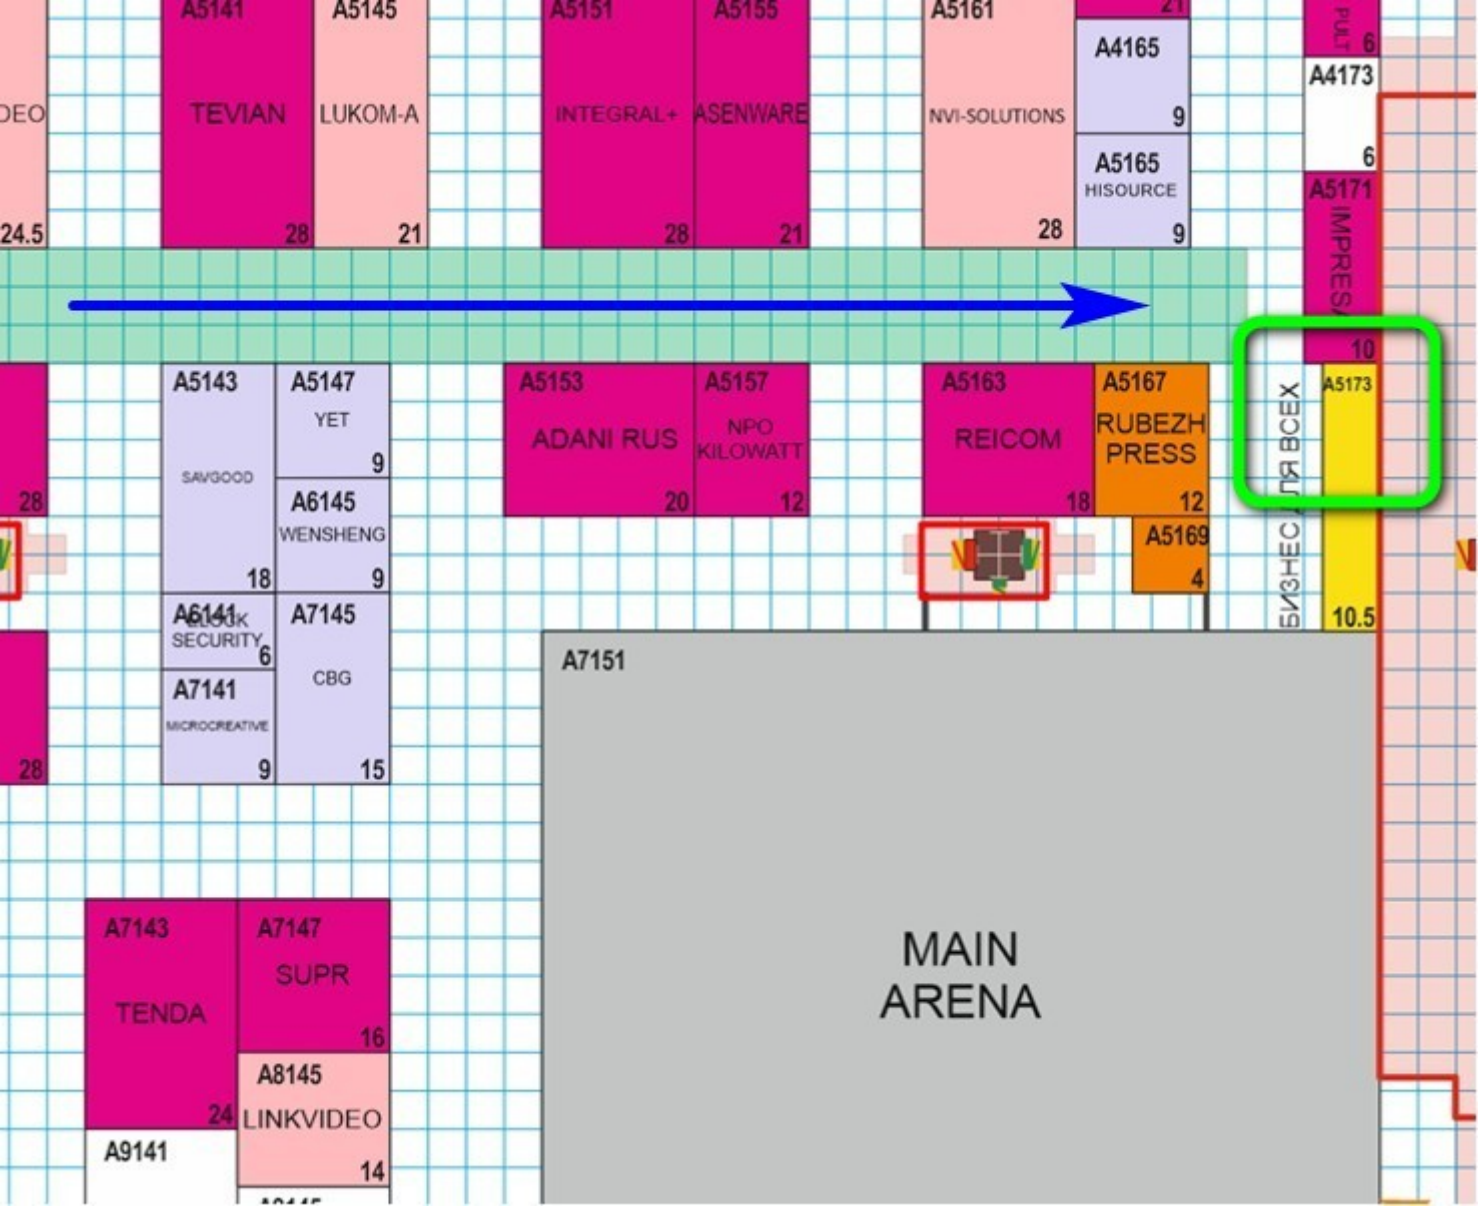 A5141
A5145
A5151
A5155
A5161
21
PULT
6
A4165
A4173
DEO
TEVIAN
LUKOM-A
INTEGRAL+
ASENWARE
NVI-SOLUTIONS
9
6
A5165
HISOURCE
A5171
IMPRESA
24.5
28
21
28
21
28
9
10
A5143
A5147
A5153
A5157
A5163
A5167
A5173
YET
ADANI RUS
NPO
KILOWATT
REICOM
RUBEZH
PRESS
БИЗНЕС ДЛЯ ВСЕХ
SAVGOOD
9
28
A6145
20
12
18
12
WENSHENG
A5169
18
9
4
A6141
BLOCK
SECURITY
6
A7145
10.5
CBG
A7151
A7141
MICROCREATIVE
28
9
15
A7143
A7147
SUPR
TENDA
MAIN
ARENA
16
A8145
24
LINKVIDEO
A9141
14
A9145